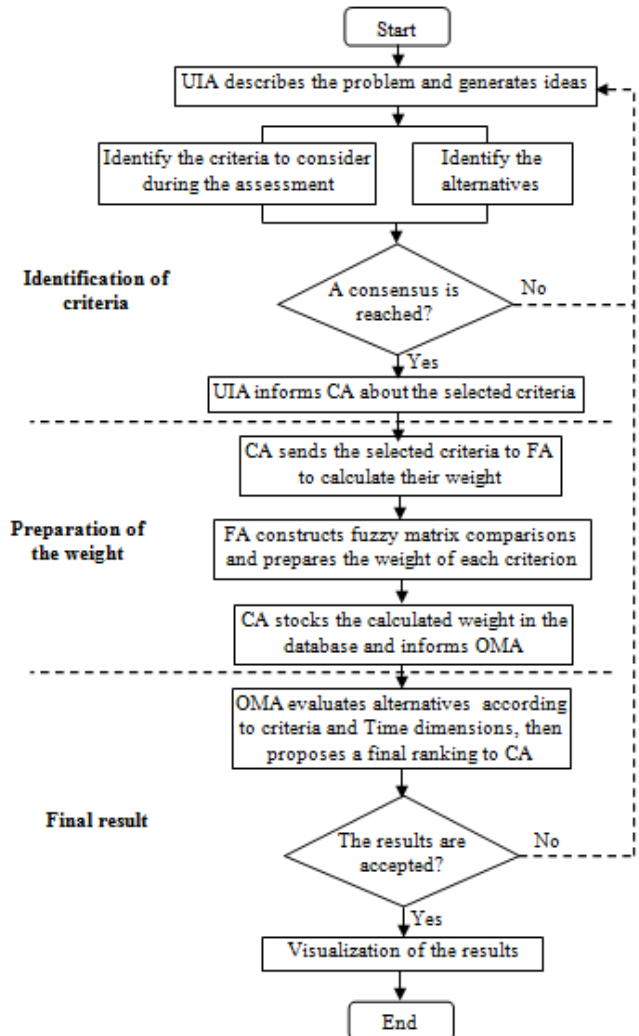 Start
UIA describes the problem and generates ideas
Identify the criteria to consider
during the assessment
Identify the
alternatives
Identification of
criteria
A consensus is
reached?
No
Yes
UIA informs CA about the selected criteria
CA sends the selected criteria to FA
to calculate their weight
Preparation of
the weight
FA constructs fuzzy matrix comparisons
and prepares the weight of each criterion
CA stocks the calculated weight in the
database and informs OMA
OMA evaluates alternatives according
to criteria and Time dimensions, then
proposes a final ranking to CA
Final result
The results are
accepted?
No
Yes
Visualization of the results
End